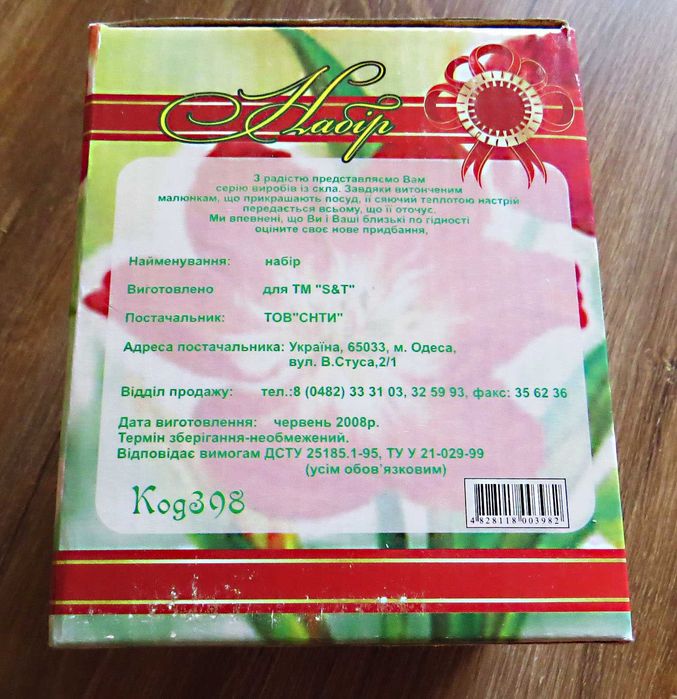 Набір
З радістю представляємо Вам
серію виробів із скла. Завдяки витонченим
малюнкам, що прикрашають посуд, її сяючий теплотою настрій
передається всьому, що її оточує.
Ми впевнені, що Ви і Ваші близькі по гідності
оціните своє нове придбання,
Найменування: набір
Виготовлено для ТМ "S&T"
Постачальник: ТОВ"СНТИ"
Адреса постачальника: Україна, 65033, м. Одеса,
вул. В.Стуса,2/1
Відділ продажу: тел.:8 (0482) 33 31 03, 32 59 93, факс: 35 62 36
Дата виготовлення: червень 2008р.
Термін зберігання-необмежений.
Відповідає вимогам ДСТУ 25185.1-95, ТУ У 21-029-99
(усім обов'язковим)
Код398
4 828118 003982